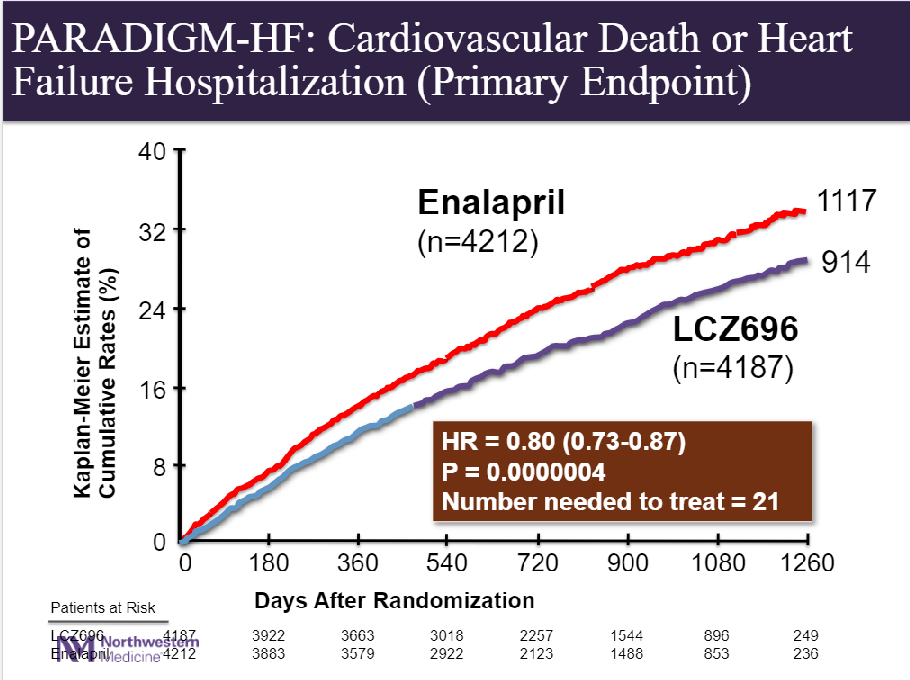 PARADIGM-HF: Cardiovascular Death or Heart
Failure Hospitalization (Primary Endpoint)
40
32
24
16
8
0
Kaplan-Meier Estimate of
Cumulative Rates (%)
Enalapril
(n=4212)
1117
914
LCZ696
(n=4187)
HR = 0.80 (0.73-0.87)
P = 0.0000004
Number needed to treat = 21
0 180 360 540 720 900 1080 1260
Days After Randomization
Patients at Risk
LCZ696 4187 3922 3663 3018 2257 1544 896 249
Enalapril 4212 3883 3579 2922 2123 1488 853 236
Northwestern
Medicine